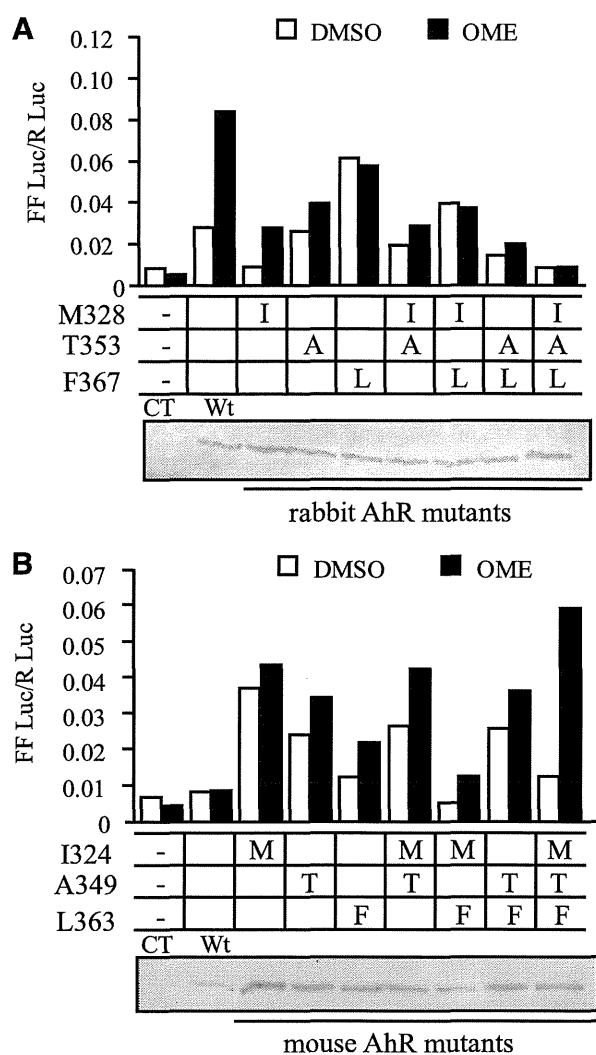 A
DMSO OME
FF Luc/R Luc
0.12
0.10
0.08
0.06
0.04
0.02
0
M328 - I I I I
T353 - A A A A
F367 - L L L L
CT Wt
rabbit AhR mutants
B
DMSO OME
FF Luc/R Luc
0.07
0.06
0.05
0.04
0.03
0.02
0.01
0
I324 - M M M M
A349 - T T T T
L363 - F F F F
CT Wt
mouse AhR mutants